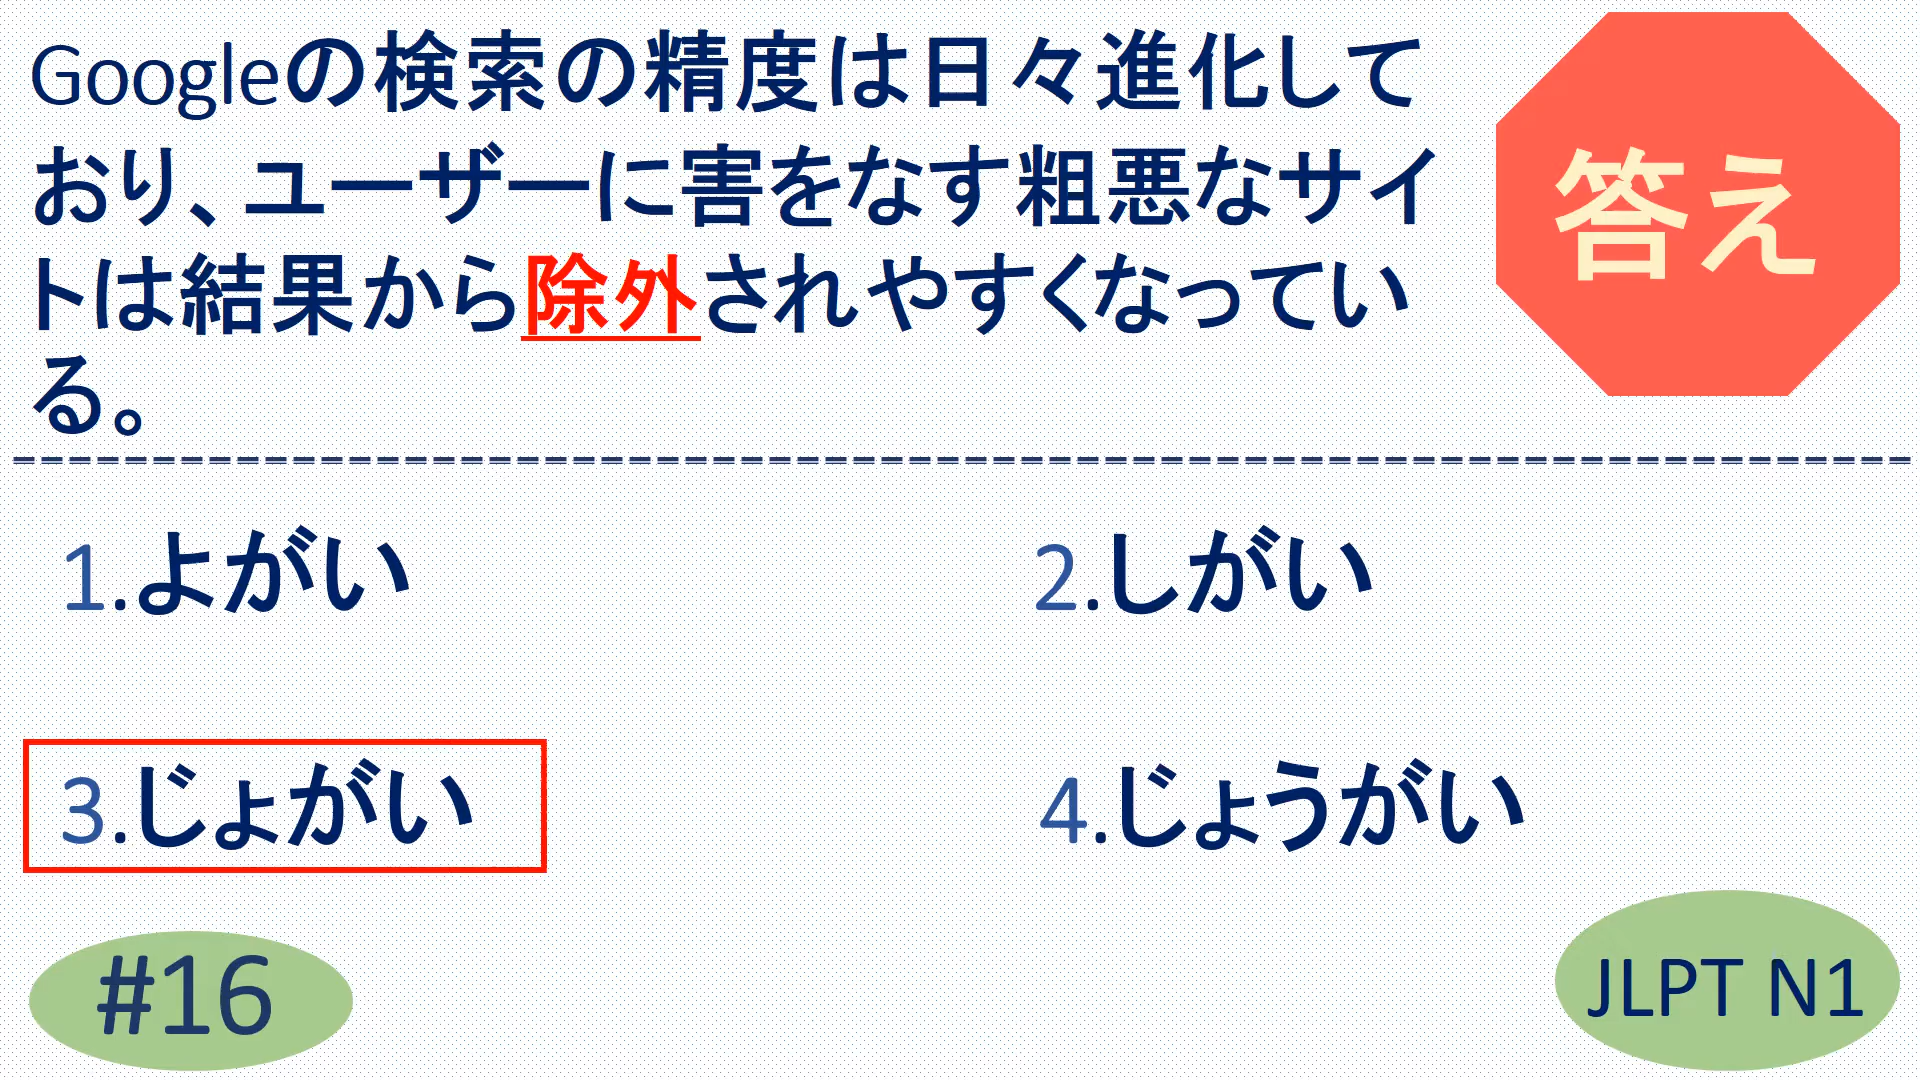 Googleの検索の精度は日々進化して
おり、ユーザーに害をなす粗悪なサイ
トは結果から除外されやすくなってい
る。
答え
1.よがい
2.しがい
3.じょがい
4.じょうがい
#16
JLPT N1